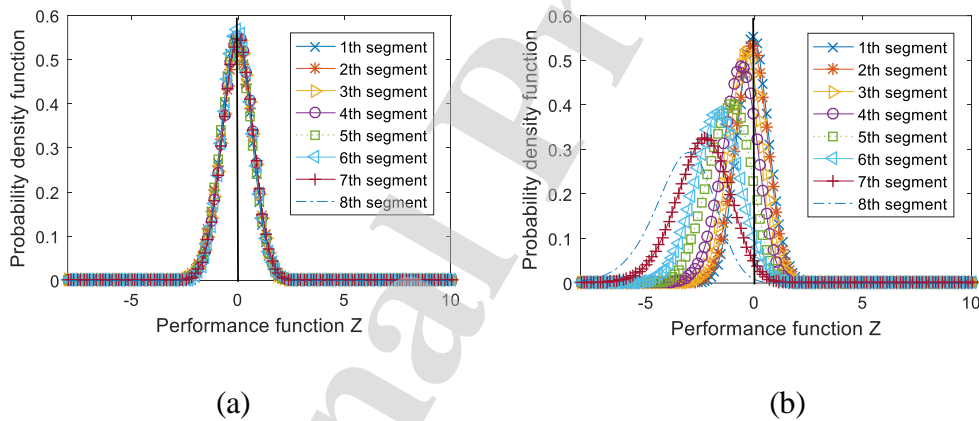 0.6
0.5
0.4
0.3
0.2
0.1
0
-5
0
5
10
Probability density function
Performance function Z
1th segment
2th segment
3th segment
4th segment
5th segment
6th segment
7th segment
8th segment
(a)
0.6
0.5
0.4
0.3
0.2
0.1
0
-5
0
5
10
Probability density function
Performance function Z
1th segment
2th segment
3th segment
4th segment
5th segment
6th segment
7th segment
8th segment
(b)
nal Pr